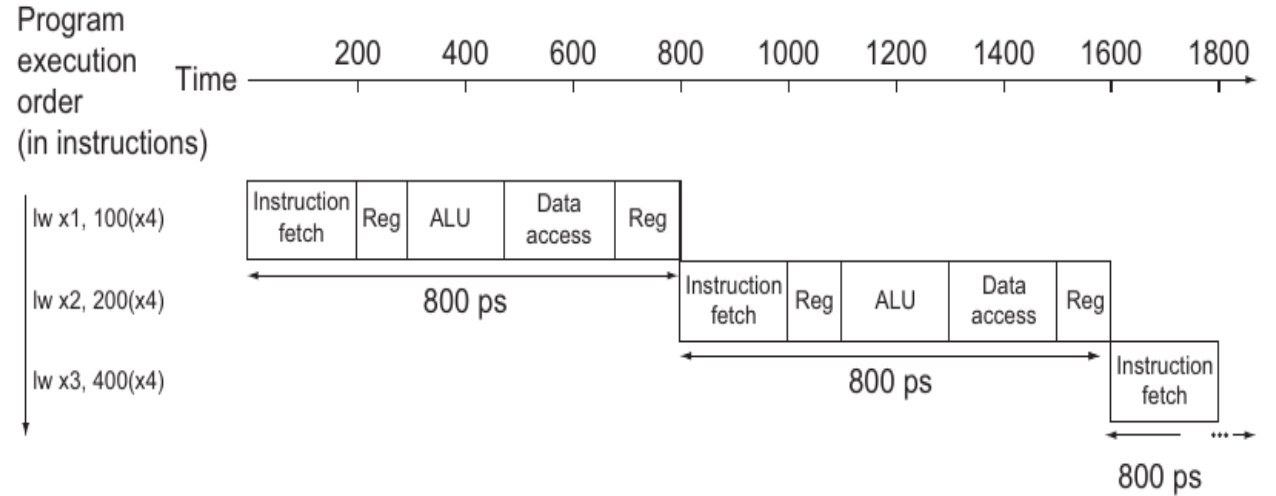 Program
execution
order
(in instructions)
Time
200 400 600 800 1000 1200 1400 1600 1800
lw x1, 100(x4)
Instruction
fetch
Reg
ALU
Data
access
Reg
800 ps
lw x2, 200(x4)
Instruction
fetch
Reg
ALU
Data
access
Reg
800 ps
lw x3, 400(x4)
Instruction
fetch
...
800 ps